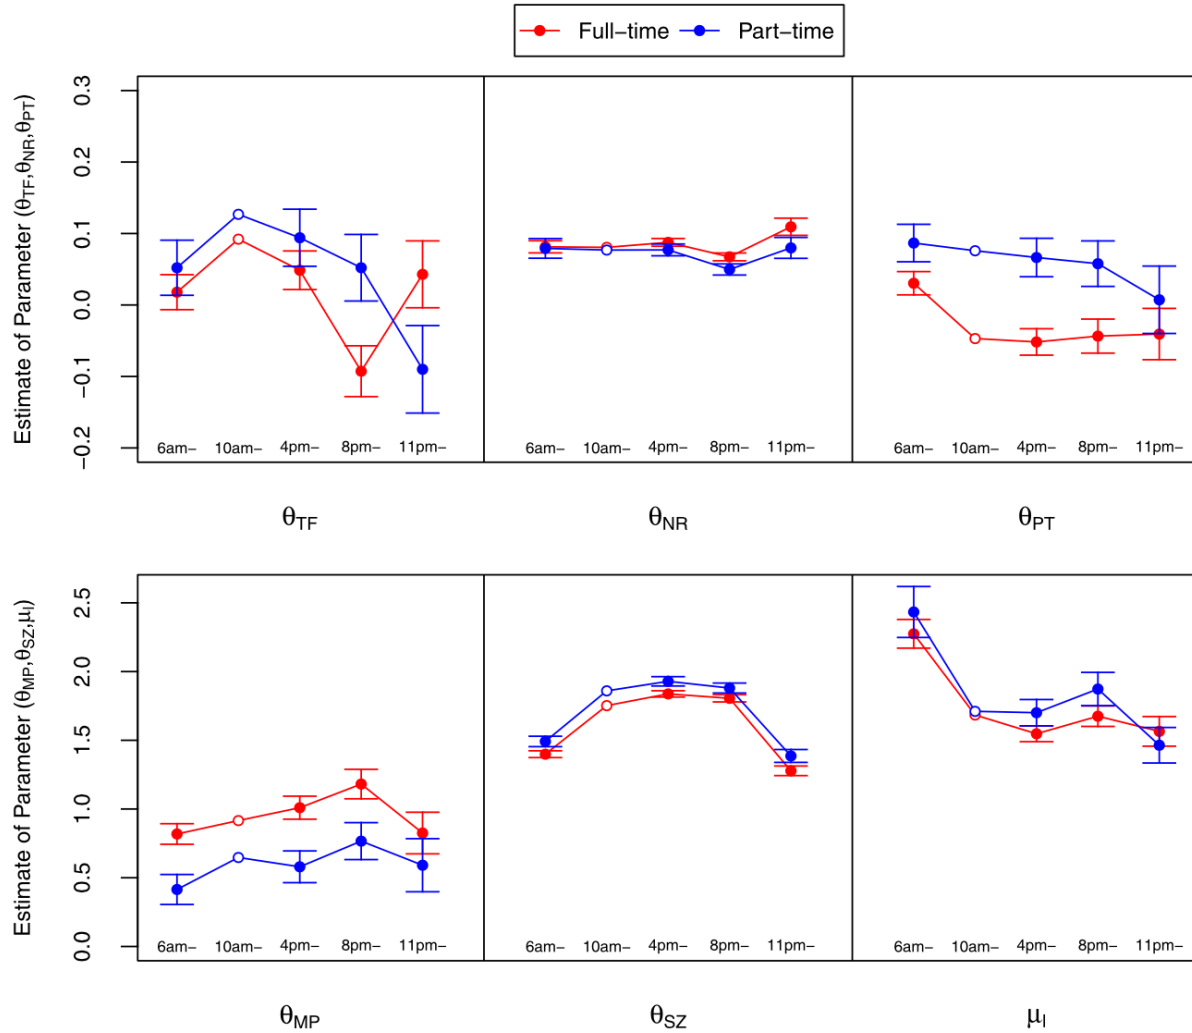 Full−time Part−time
Estimate of Parameter (θTF,θNR,θPT)
0.3
0.2
0.1
0.0
−0.1
−0.2
6am− 10am− 4pm− 8pm− 11pm− 6am− 10am− 4pm− 8pm− 11pm− 6am− 10am− 4pm− 8pm− 11pm−
θTF θNR θPT
Estimate of Parameter (θMP,θSZ,μI)
2.5
2.0
1.5
1.0
0.5
0.0
6am− 10am− 4pm− 8pm− 11pm− 6am− 10am− 4pm− 8pm− 11pm− 6am− 10am− 4pm− 8pm− 11pm−
θMP θSZ μI